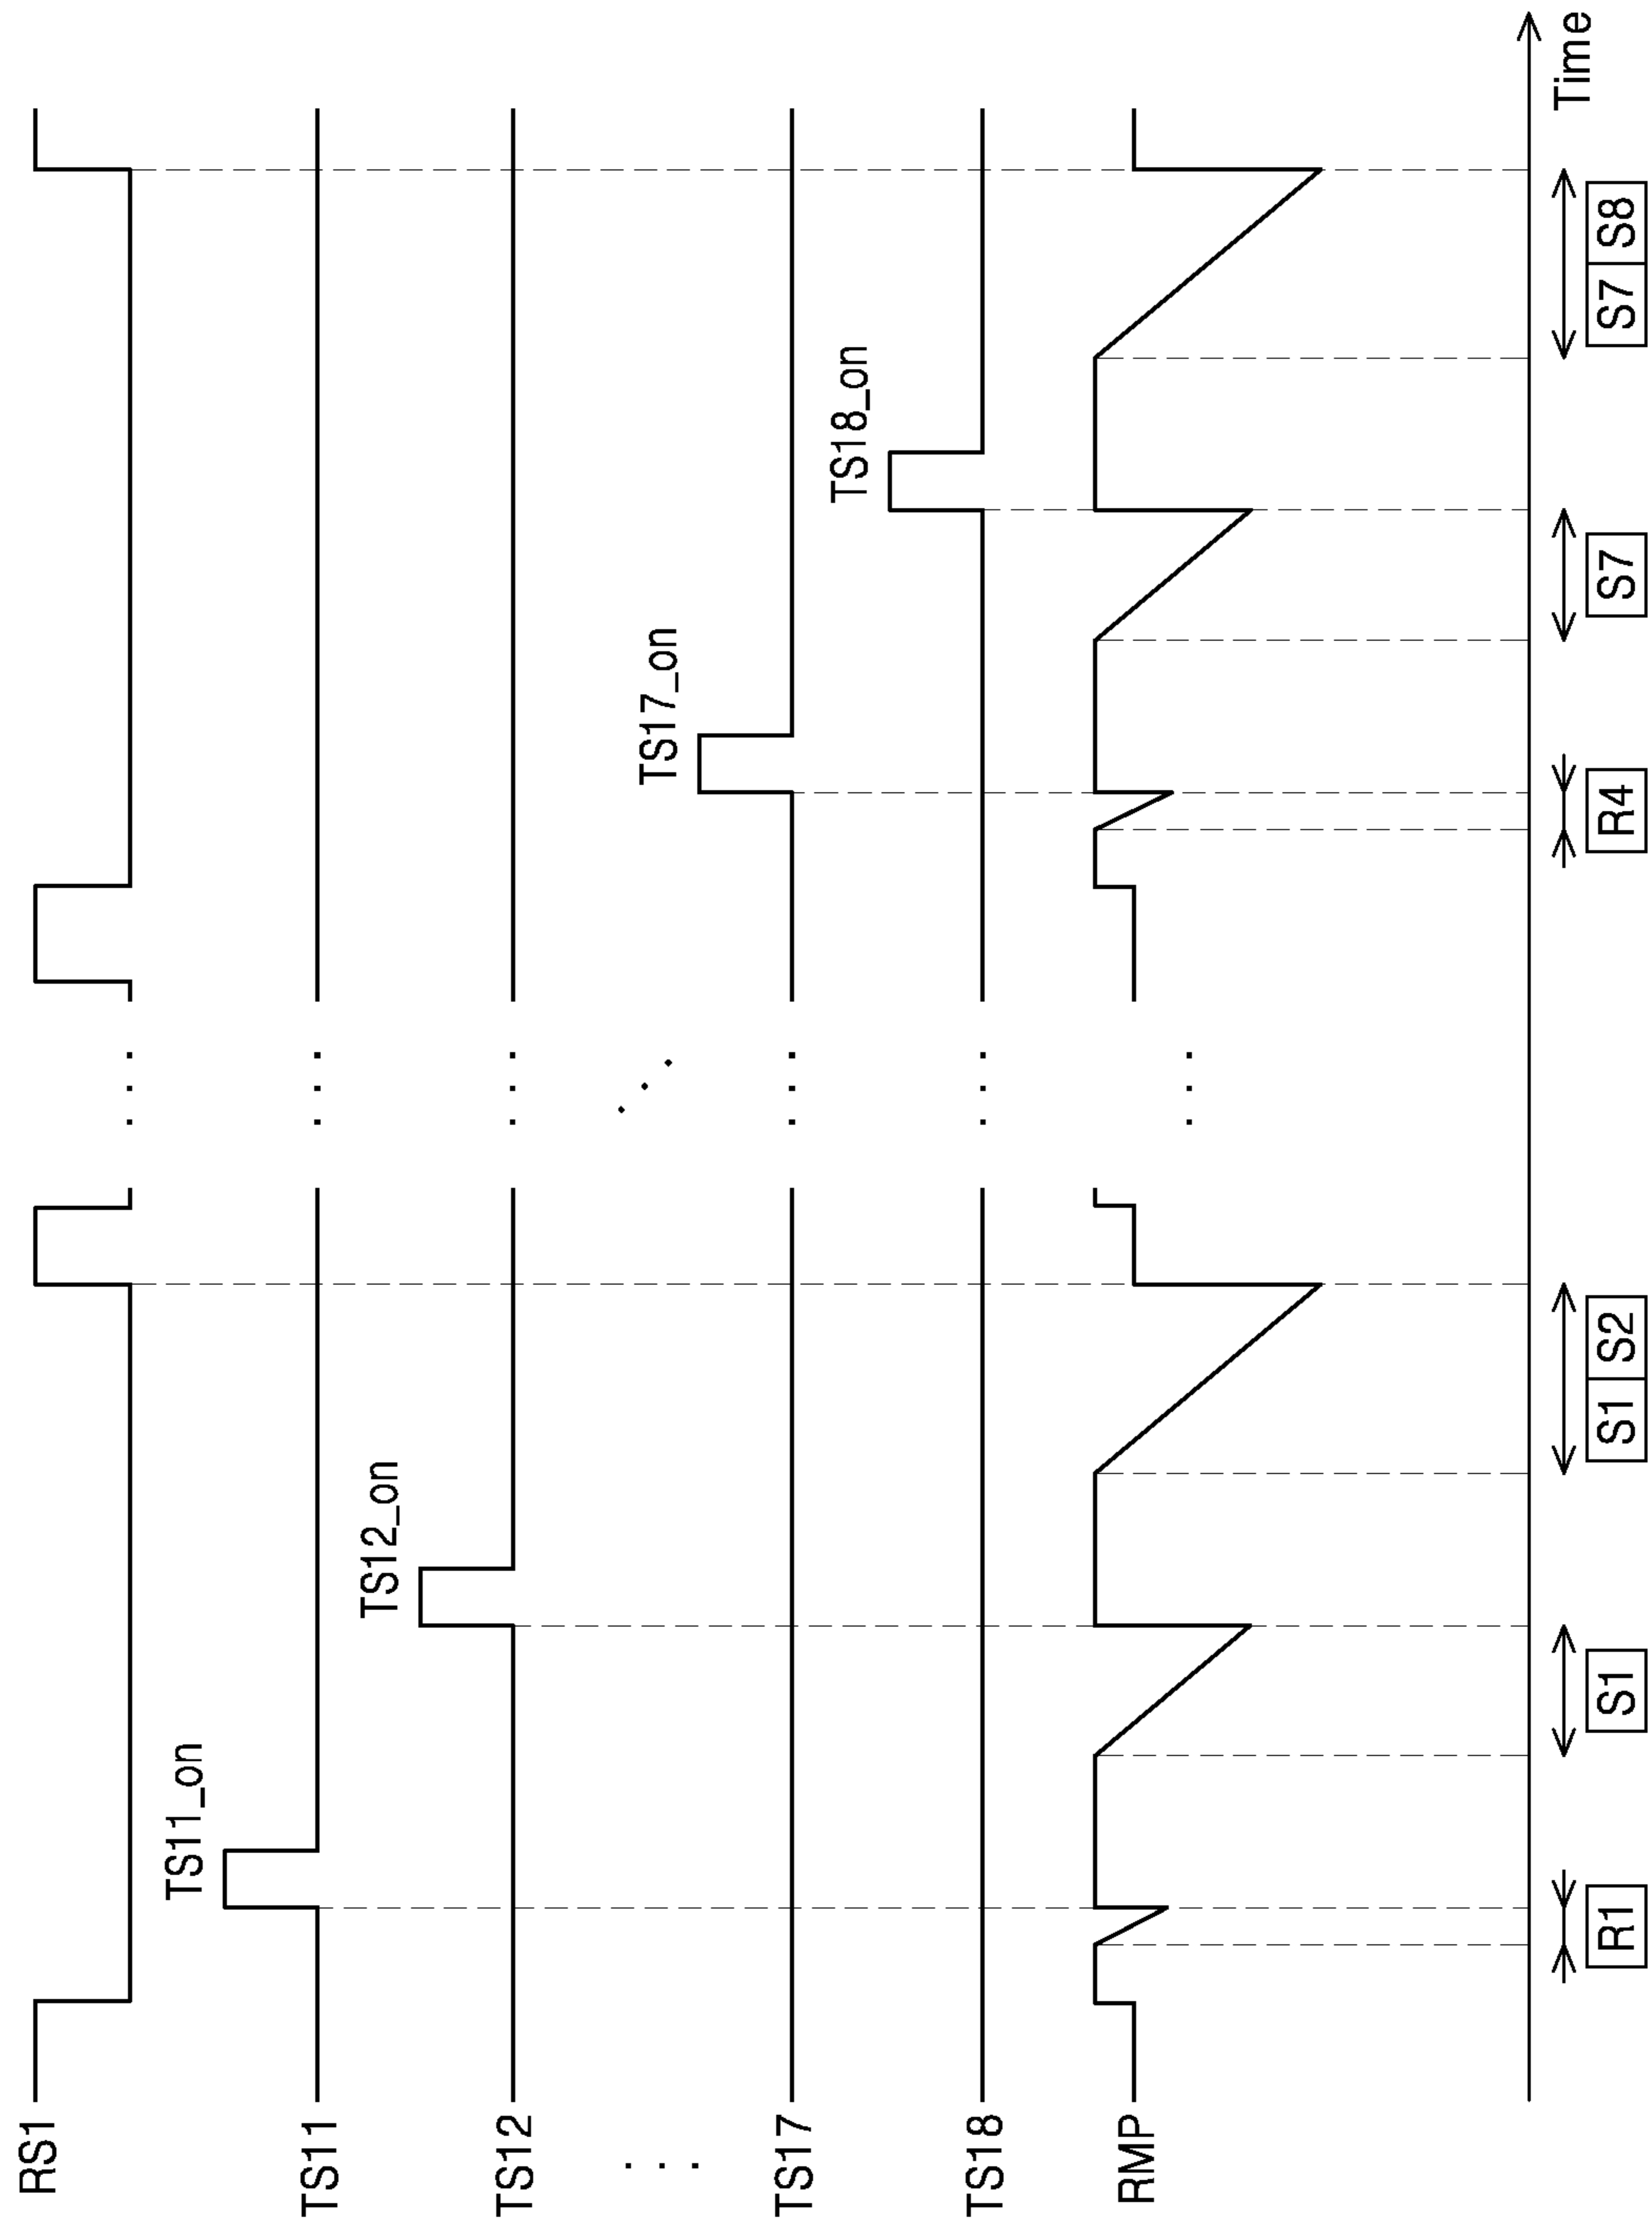 RS1
TS11
TS11_on
TS12
TS12_on
TS17
TS17_on
TS18
TS18_on
RMP
Time
R1
S1
S1 S2
R4
S7
S7 S8